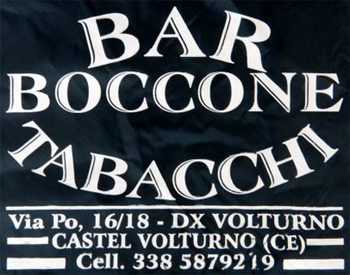 BAR
BOCCONE
TABACCHI
Via Po, 16/18 - DX VOLTURNO
CASTEL VOLTURNO (CE)
Cell. 338 5879219